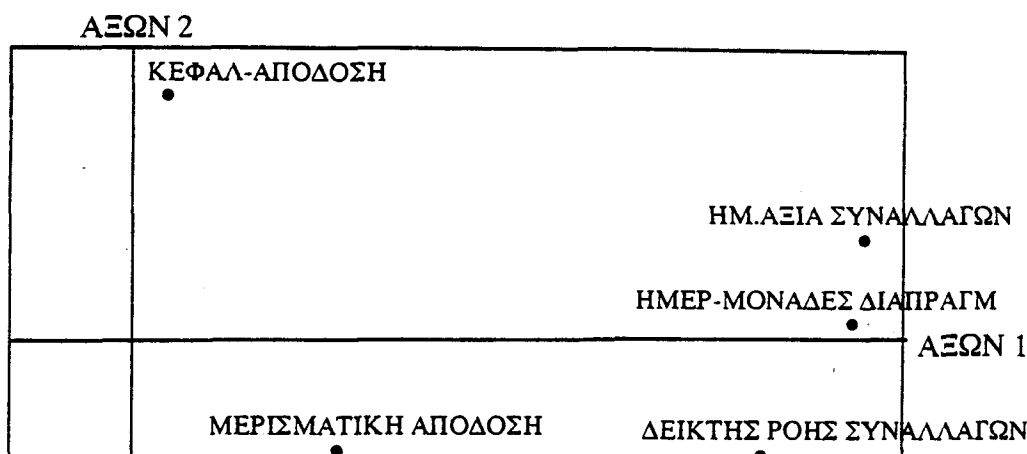 ΑΞΩΝ 2
ΚΕΦΑΛ-ΑΠΟΔΟΣΗ
ΗΜ.ΑΞΙΑ ΣΥΝΑΛΛΑΓΩΝ
ΗΜΕΡ-ΜΟΝΑΔΕΣ ΔΙΑΠΡΑΓΜ
ΑΞΩΝ 1
ΜΕΡΙΣΜΑΤΙΚΗ ΑΠΟΔΟΣΗ
ΔΕΙΚΤΗΣ ΡΟΗΣ ΣΥΝΑΛΛΑΓΩΝ